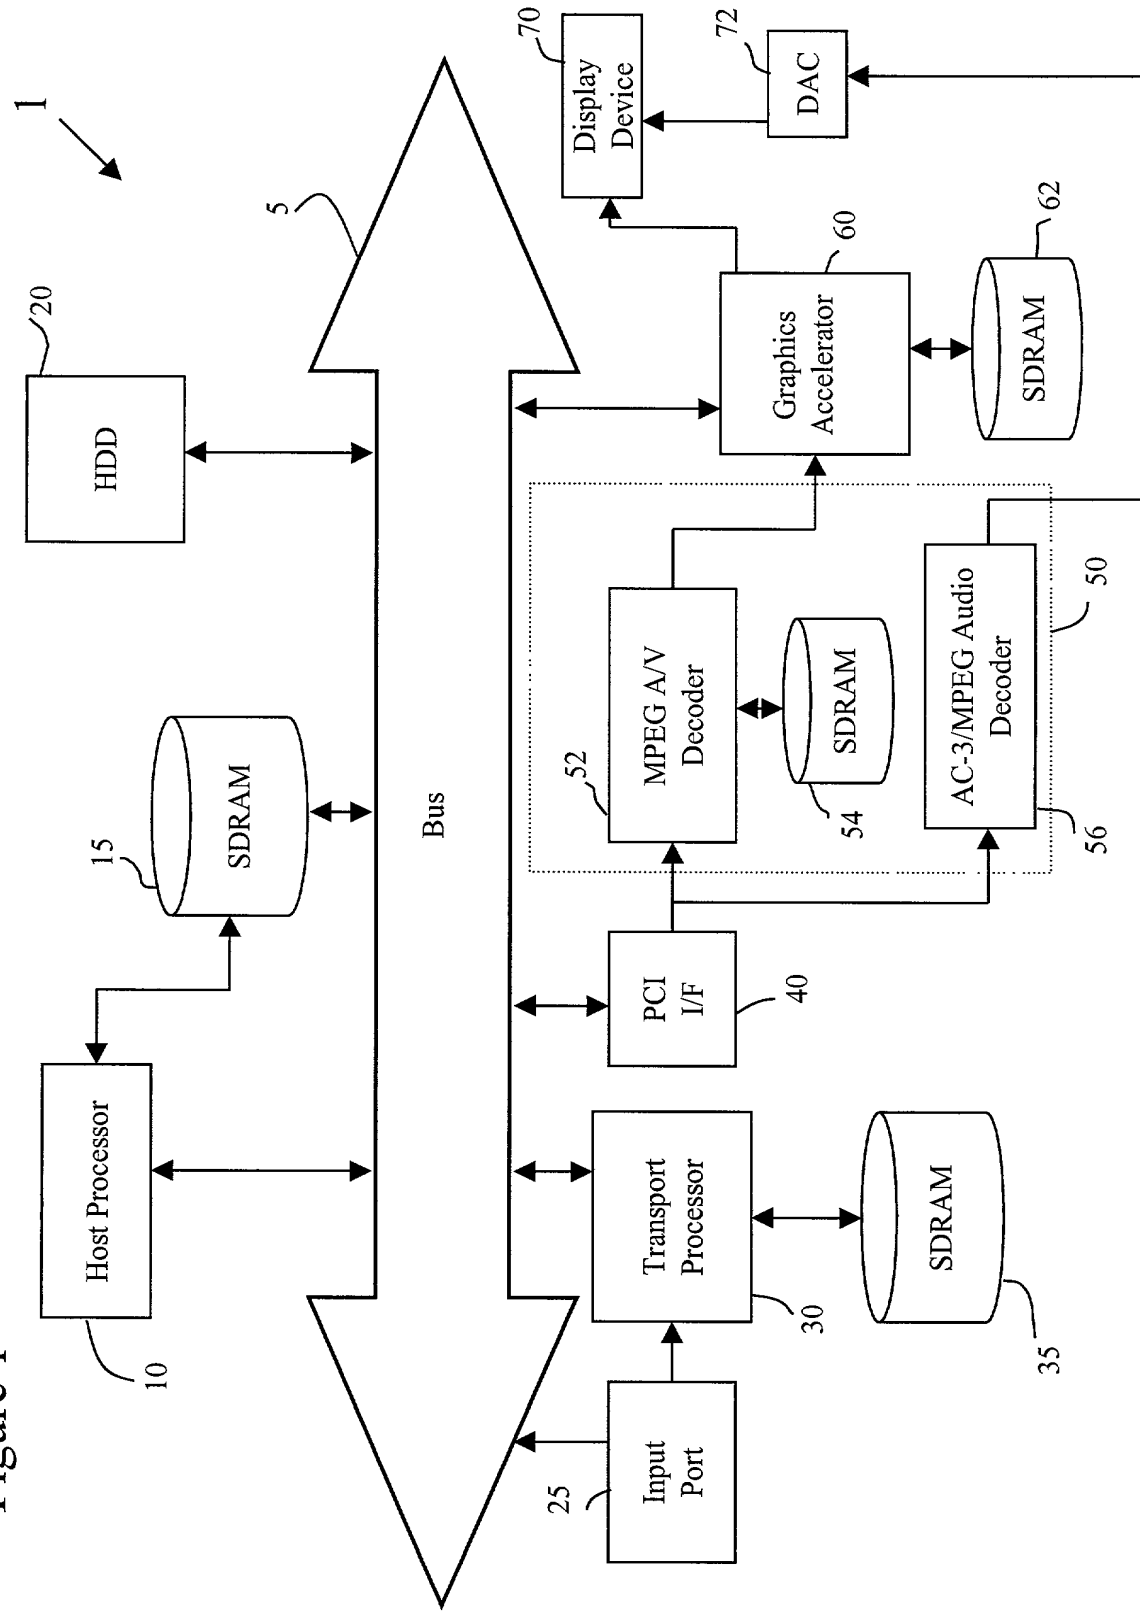 Figure 1
1
Host Processor
10
SDRAM
15
HDD
20
5
Bus
Input
Port
25
Transport
Processor
30
SDRAM
35
PCI
I/F
40
MPEG A/V
Decoder
52
SDRAM
54
AC-3/MPEG Audio
Decoder
56
50
Graphics
Accelerator
60
SDRAM
62
Display
Device
70
DAC
72